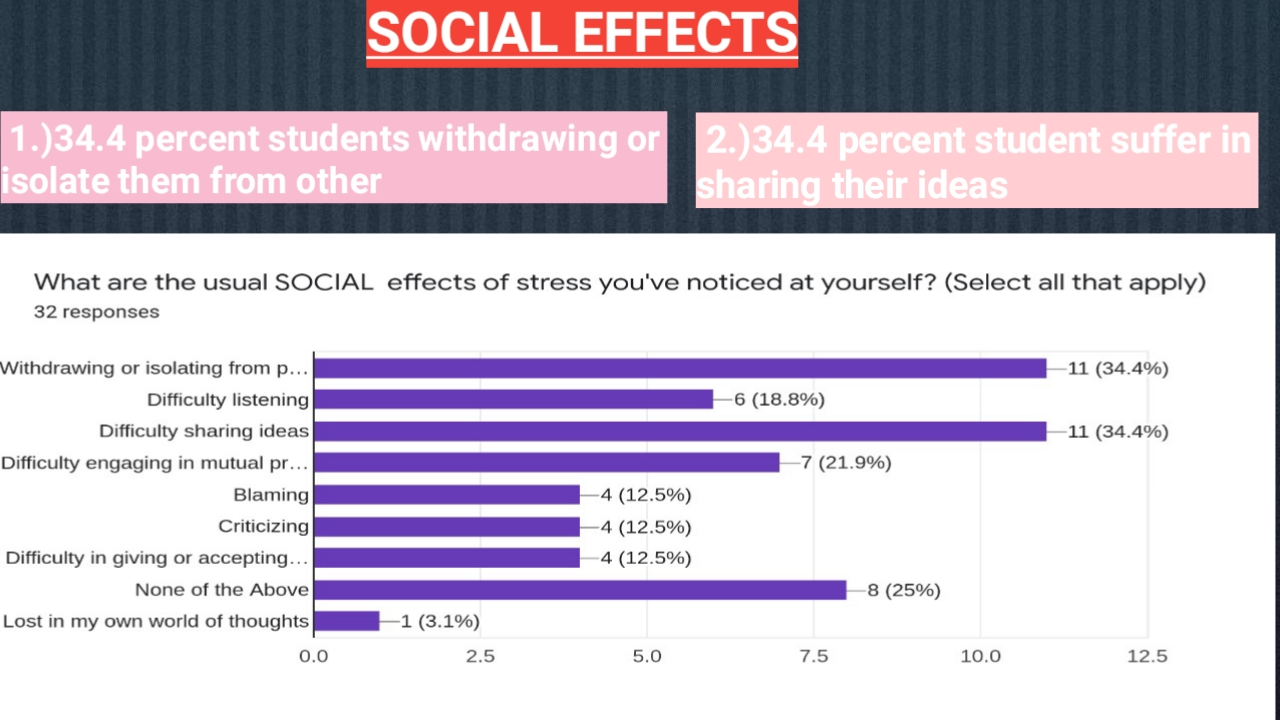 SOCIAL EFFECTS
1.)34.4 percent students withdrawing or
isolate them from other
2.)34.4 percent student suffer in
sharing their ideas
What are the usual SOCIAL effects of stress you've noticed at yourself? (Select all that apply)
32 responses
Withdrawing or isolating from p... 11 (34.4%)
Difficulty listening 6 (18.8%)
Difficulty sharing ideas 11 (34.4%)
Difficulty engaging in mutual pr... 7 (21.9%)
Blaming 4 (12.5%)
Criticizing 4 (12.5%)
Difficulty in giving or accepting... 4 (12.5%)
None of the Above 8 (25%)
Lost in my own world of thoughts 1 (3.1%)
0.0 2.5 5.0 7.5 10.0 12.5